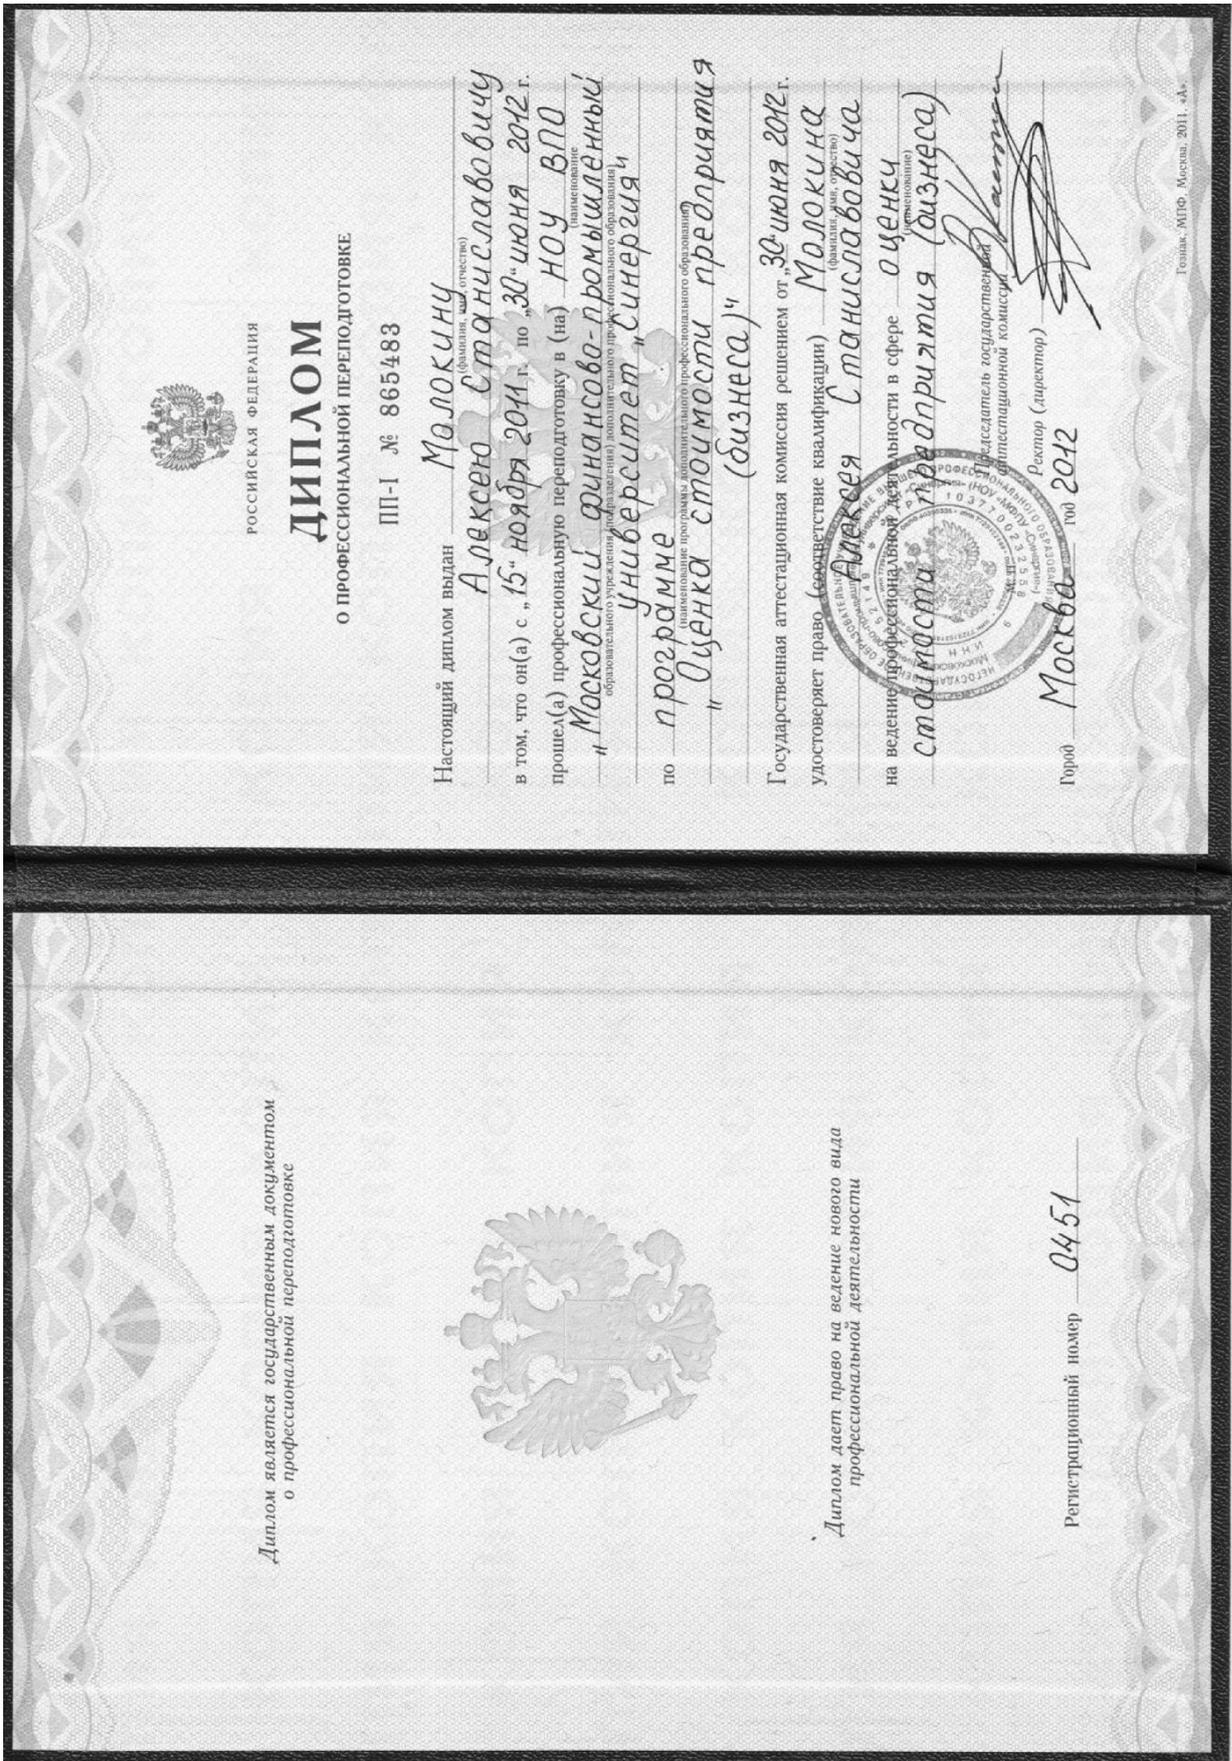 Диплом является государственным документом
о профессиональной переподготовке
Диплом дает право на ведение нового вида
профессиональной деятельности
Регистрационный номер 0451
РОССИЙСКАЯ ФЕДЕРАЦИЯ
ДИПЛОМ
О ПРОФЕССИОНАЛЬНОЙ ПЕРЕПОДГОТОВКЕ
ПП-I № 865483
Настоящий диплом выдан Малокину
(фамилия, имя, отчество)
Алексею Станиславовичу
в том, что он(а) с „15“ ноября 2011 г. по „30“ июня 2012 г.
прошел(а) профессиональную переподготовку в (на) НОУ ВПО
(наименование
„Московский финансово-промышленный
образовательного учреждения (подразделения) дополнительного профессионального образования)
университет „Синергия“
по программе
(наименование программы дополнительного профессионального образования)
„Оценка стоимости предприятия
(бизнеса)“
Государственная аттестационная комиссия решением от „30“ июня 2012 г.
удостоверяет право (соответствие квалификации) Малокина
(фамилия, имя, отчество)
Алексея Станиславовича
на ведение профессиональной деятельности в сфере оценки
(наименование)
стоимости предприятия (бизнеса)
Председатель государственной
аттестационной комиссии
Ректор (директор)
М.П.
Город Москва год 2012
Гознак, МПФ, Москва, 2011, «А»